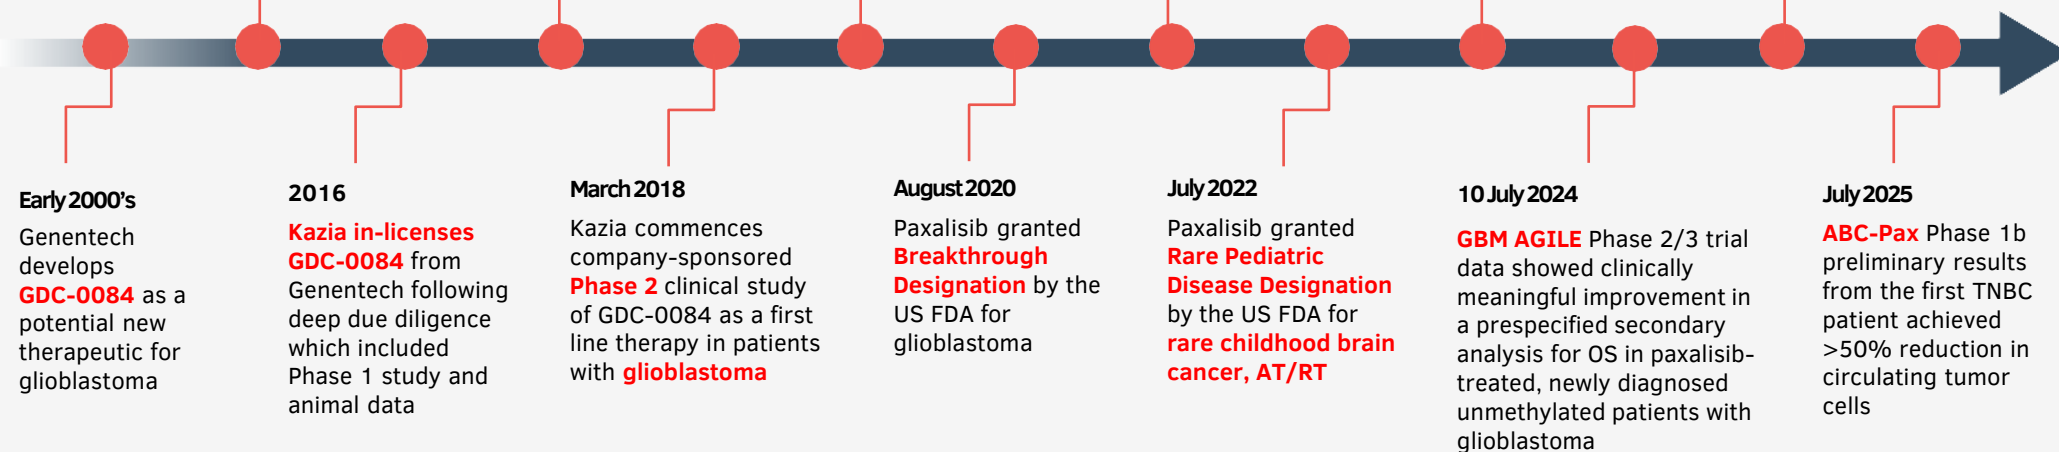 Early 2000's
Genentech
develops
GDC-0084 as a
potential new
therapeutic for
glioblastoma
2016
Kazia in-licenses
GDC-0084 from
Genentech following
deep due diligence
which included
Phase 1 study and
animal data
March 2018
Kazia commences
company-sponsored
Phase 2 clinical study
of GDC-0084 as a first
line therapy in patients
with glioblastoma
August 2020
Paxalisib granted
Breakthrough
Designation by the
US FDA for
glioblastoma
July 2022
Paxalisib granted
Rare Pediatric
Disease Designation
by the US FDA for
rare childhood brain
cancer, AT/RT
10 July 2024
GBM AGILE Phase 2/3 trial
data showed clinically
meaningful improvement in
a prespecified secondary
analysis for OS in paxalisib-
treated, newly diagnosed
unmethylated patients with
glioblastoma
July 2025
ABC-Pax Phase 1b
preliminary results
from the first TNBC
patient achieved
>50% reduction in
circulating tumor
cells